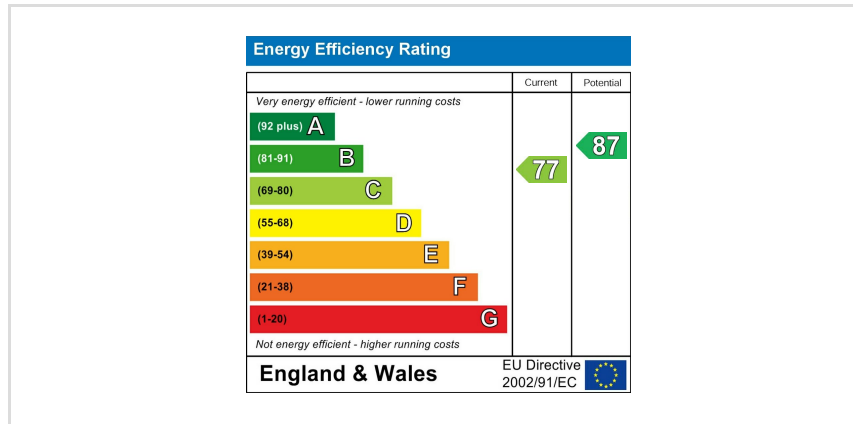 Energy Efficiency Rating
Current Potential
Very energy efficient - lower running costs
(92 plus) A
(81-91) B
(69-80) C
(55-68) D
(39-54) E
(21-38) F
(1-20) G
77
87
Not energy efficient - higher running costs
England & Wales
EU Directive
2002/91/EC